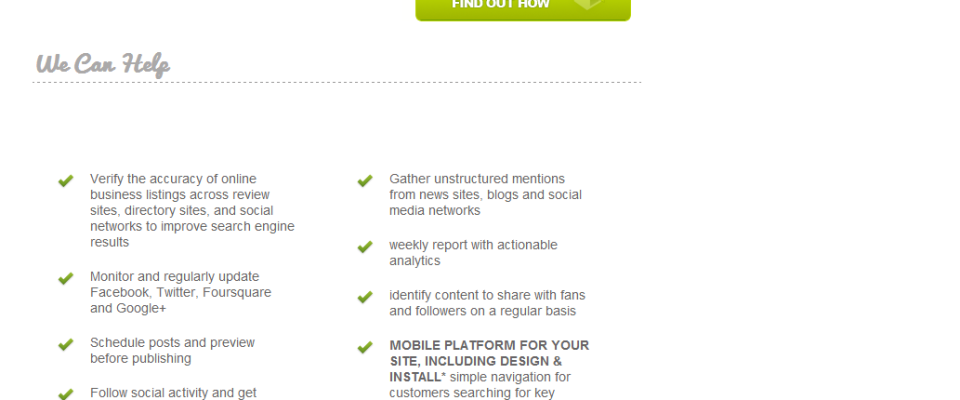 FIND OUT HOW
We Can Help
Verify the accuracy of online
business listings across review
sites, directory sites, and social
networks to improve search engine
results
Monitor and regularly update
Facebook, Twitter, Foursquare
and Google+
Schedule posts and preview
before publishing
Follow social activity and get
Gather unstructured mentions
from news sites, blogs and social
media networks
weekly report with actionable
analytics
identify content to share with fans
and followers on a regular basis
MOBILE PLATFORM FOR YOUR
SITE, INCLUDING DESIGN &
INSTALL* simple navigation for
customers searching for key